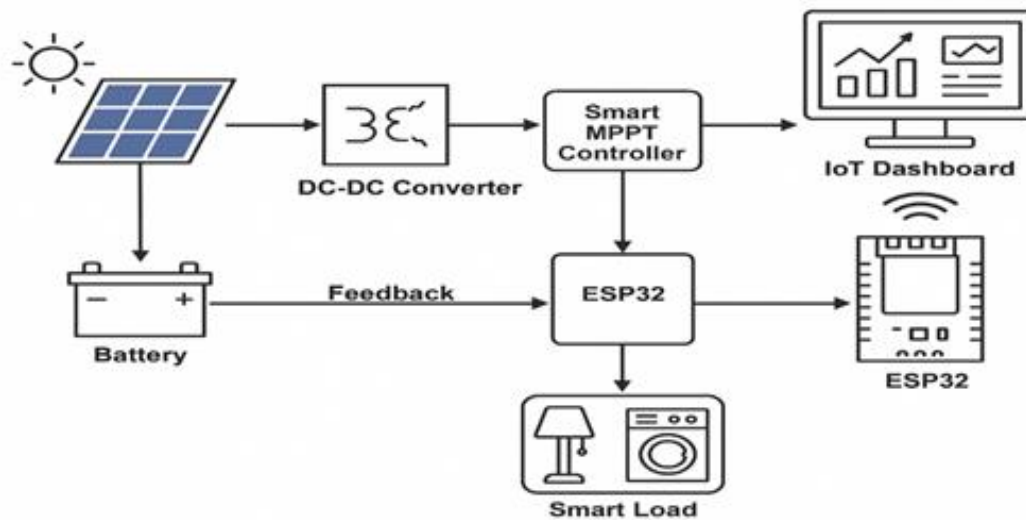 Smart
MPPT
Controller
DC-DC Converter
IoT Dashboard
Feedback
ESP32
Battery
ESP32
Smart Load